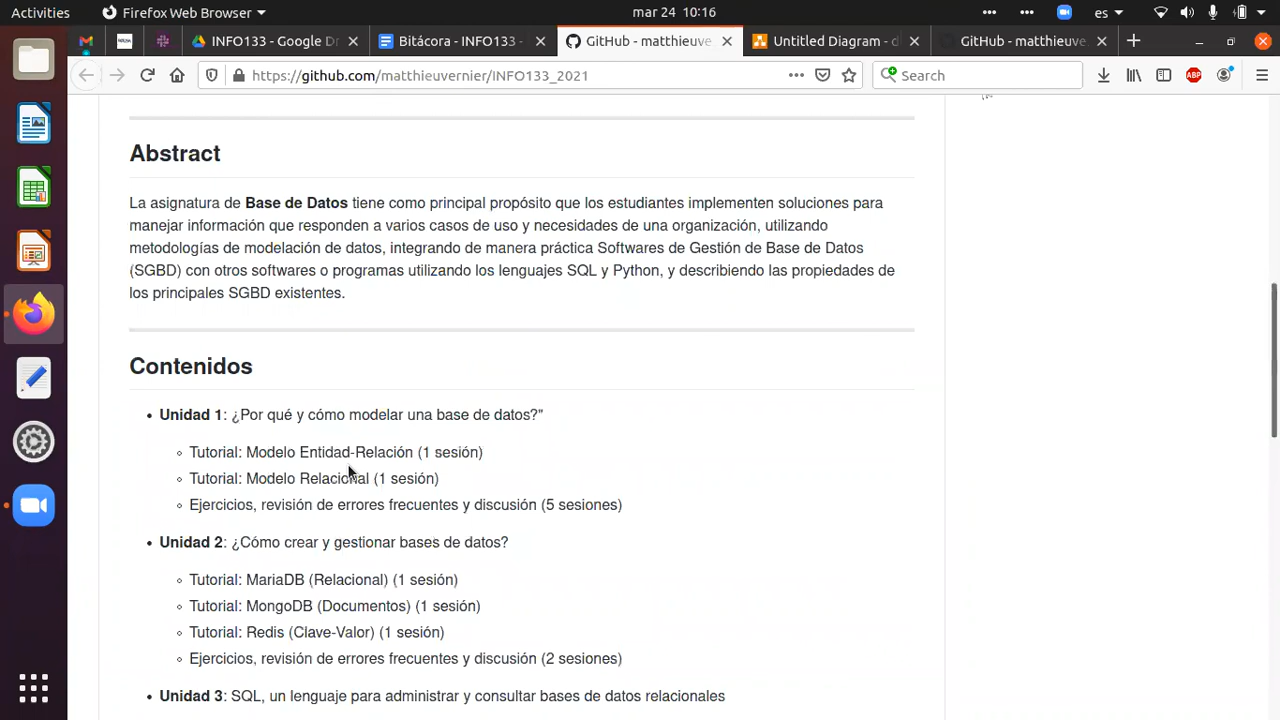 Activities
Firefox Web Browser
mar 24 10:16
es
INFO133 - Google Dr
Bitácora - INFO133 -
GitHub - matthieuve
Untitled Diagram - d
GitHub - matthieuve
https://github.com/matthieuvernier/INFO133_2021
Search
ABP
Abstract
La asignatura de Base de Datos tiene como principal propósito que los estudiantes implementen soluciones para
manejar información que responden a varios casos de uso y necesidades de una organización, utilizando
metodologías de modelación de datos, integrando de manera práctica Softwares de Gestión de Base de Datos
(SGBD) con otros softwares o programas utilizando los lenguajes SQL y Python, y describiendo las propiedades de
los principales SGBD existentes.
Contenidos
Unidad 1: ¿Por qué y cómo modelar una base de datos?"
Tutorial: Modelo Entidad-Relación (1 sesión)
Tutorial: Modelo Relacional (1 sesión)
Ejercicios, revisión de errores frecuentes y discusión (5 sesiones)
Unidad 2: ¿Cómo crear y gestionar bases de datos?
Tutorial: MariaDB (Relacional) (1 sesión)
Tutorial: MongoDB (Documentos) (1 sesión)
Tutorial: Redis (Clave-Valor) (1 sesión)
Ejercicios, revisión de errores frecuentes y discusión (2 sesiones)
Unidad 3: SQL, un lenguaje para administrar y consultar bases de datos relacionales